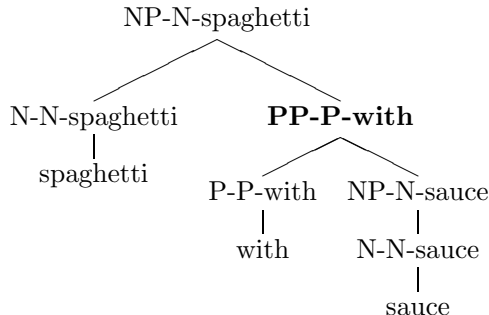 NP-N-spaghetti
N-N-spaghetti PP-P-with
spaghetti
P-P-with NP-N-sauce
with N-N-sauce
sauce